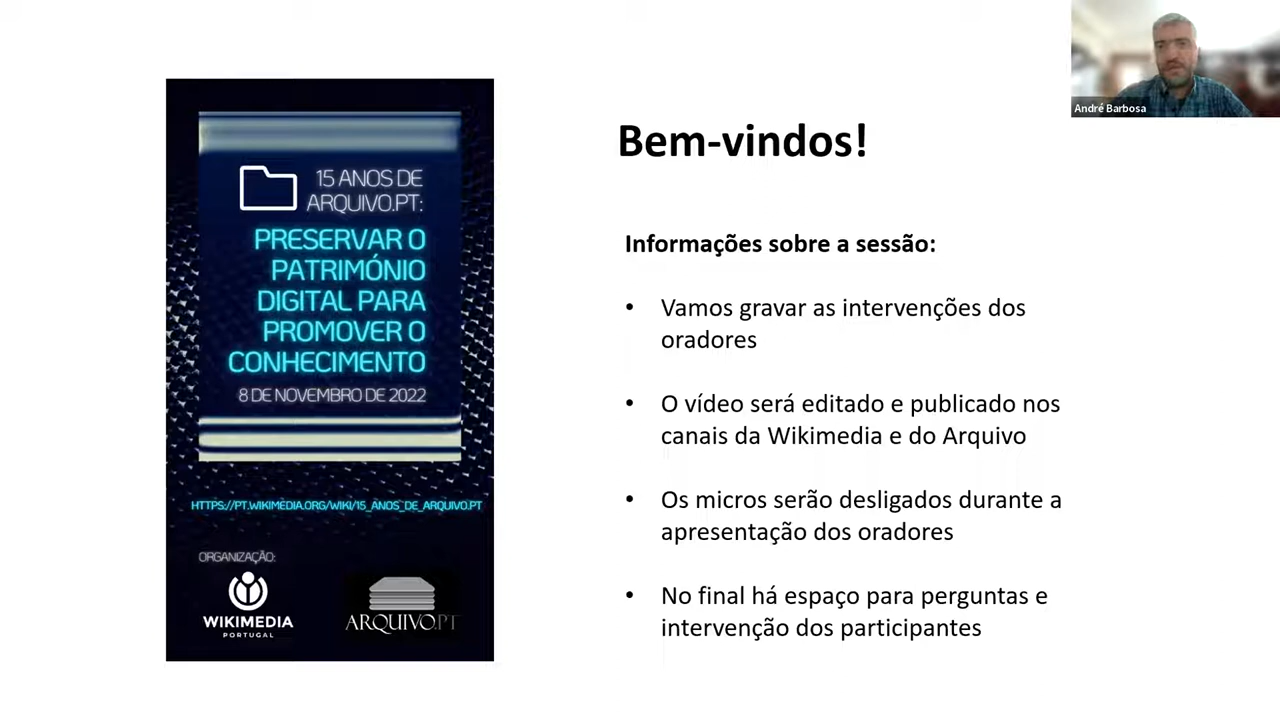 15 ANOS DE
ARQUIVO.PT:
PRESERVAR O
PATRIMÓNIO
DIGITAL PARA
PROMOVER O
CONHECIMENTO
8 DE NOVEMBRO DE 2022
HTTPS://PT.WIKIMEDIA.ORG/WIKI/15_ANOS_DE_ARQUIVO.PT
ORGANIZAÇÃO:
WIKIMEDIA
PORTUGAL
ARQUIVO.PT
Bem-vindos!
Informações sobre a sessão:
• Vamos gravar as intervenções dos
oradores
• O vídeo será editado e publicado nos
canais da Wikimedia e do Arquivo
• Os micros serão desligados durante a
apresentação dos oradores
• No final há espaço para perguntas e
intervenção dos participantes
André Barbosa